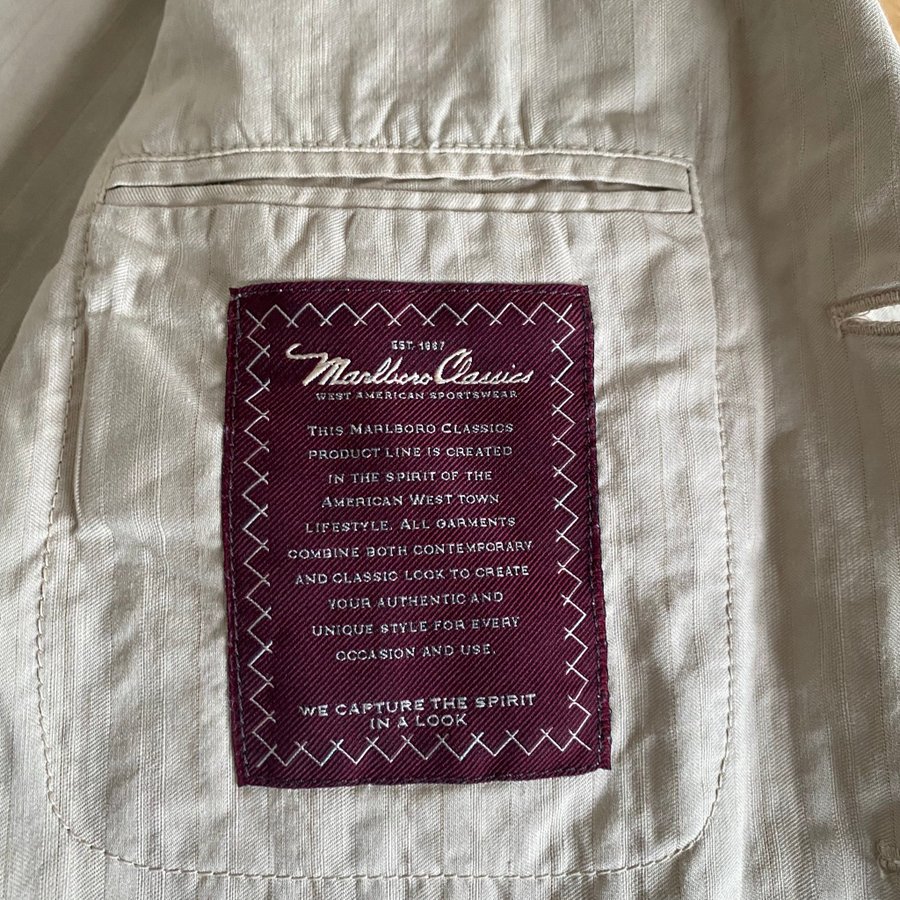 EST. 1987
Marlboro Classics
WEST AMERICAN SPORTSWEAR
THIS MARLBORO CLASSICS
PRODUCT LINE IS CREATED
IN THE SPIRIT OF THE
AMERICAN WEST TOWN
LIFESTYLE. ALL GARMENTS
COMBINE BOTH CONTEMPORARY
AND CLASSIC LOOK TO CREATE
YOUR AUTHENTIC AND
UNIQUE STYLE FOR EVERY
OCCASION AND USE.
WE CAPTURE THE SPIRIT
IN A LOOK